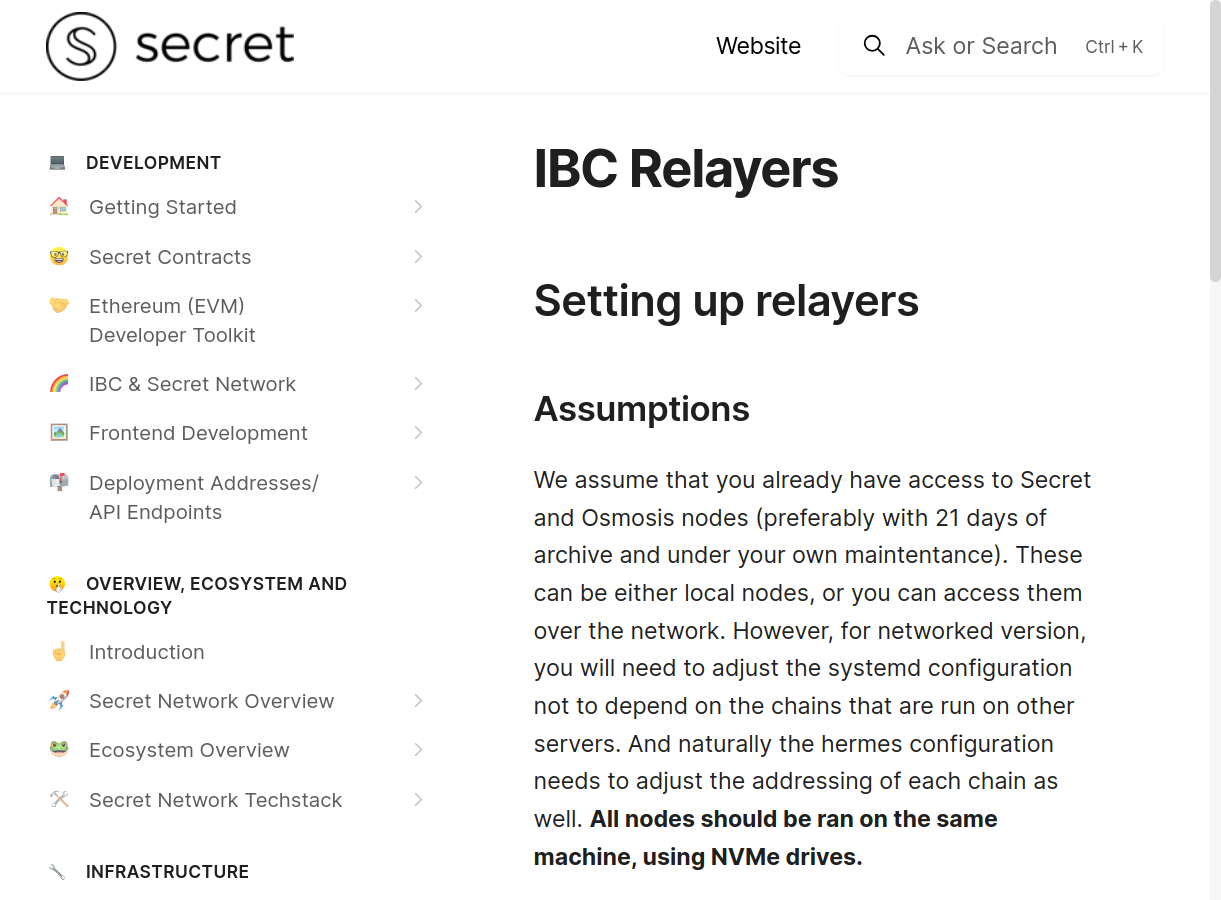 secret
Website
Ask or Search
Ctrl + K
DEVELOPMENT
Getting Started
Secret Contracts
Ethereum (EVM)
Developer Toolkit
IBC & Secret Network
Frontend Development
Deployment Addresses/
API Endpoints
OVERVIEW, ECOSYSTEM AND
TECHNOLOGY
Introduction
Secret Network Overview
Ecosystem Overview
Secret Network Techstack
INFRASTRUCTURE
IBC Relayers
Setting up relayers
Assumptions
We assume that you already have access to Secret
and Osmosis nodes (preferably with 21 days of
archive and under your own maintentance). These
can be either local nodes, or you can access them
over the network. However, for networked version,
you will need to adjust the systemd configuration
not to depend on the chains that are run on other
servers. And naturally the hermes configuration
needs to adjust the addressing of each chain as
well. All nodes should be ran on the same
machine, using NVMe drives.